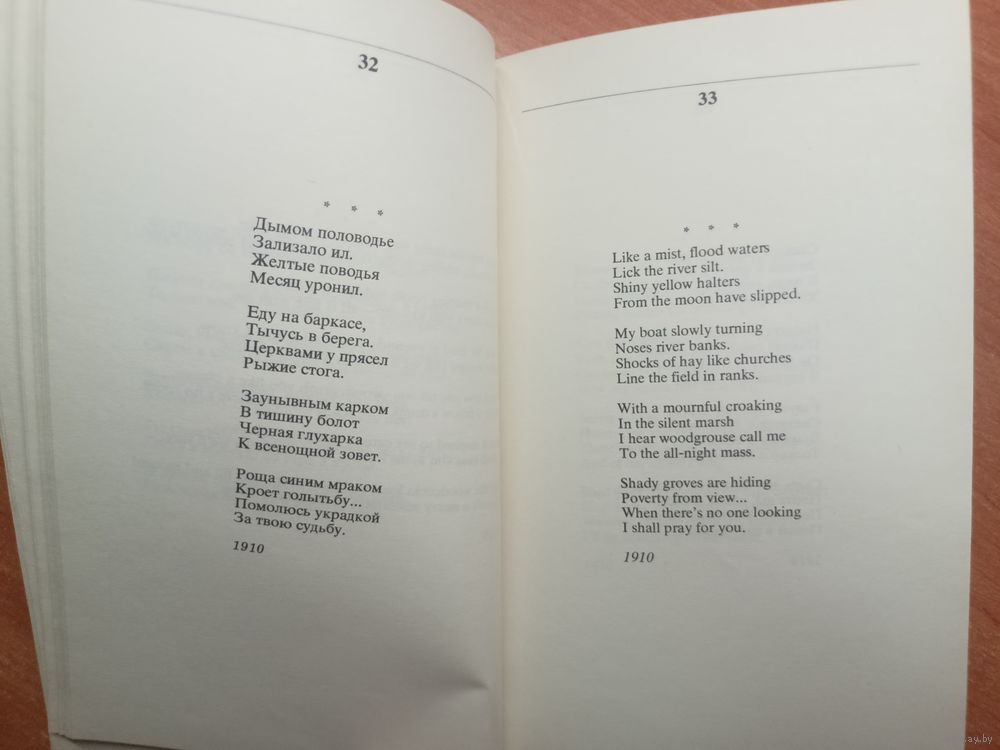 32
* * *
Дымом половодье
Зализало ил.
Желтые поводья
Месяц уронил.
Еду на баркасе,
Тычусь в берега.
Церквами у прясел
Рыжие стога.
Заунывным карком
В тишину болот
Черная глухарка
К всенощной зовет.
Роща синим мраком
Кроет голытьбу...
Помолюсь украдкой
За твою судьбу.
1910
33
* * *
Like a mist, flood waters
Lick the river silt.
Shiny yellow halters
From the moon have slipped.
My boat slowly turning
Noses river banks.
Shocks of hay like churches
Line the field in ranks.
With a mournful croaking
In the silent marsh
I hear woodgrouse call me
To the all-night mass.
Shady groves are hiding
Poverty from view...
When there's no one looking
I shall pray for you.
1910